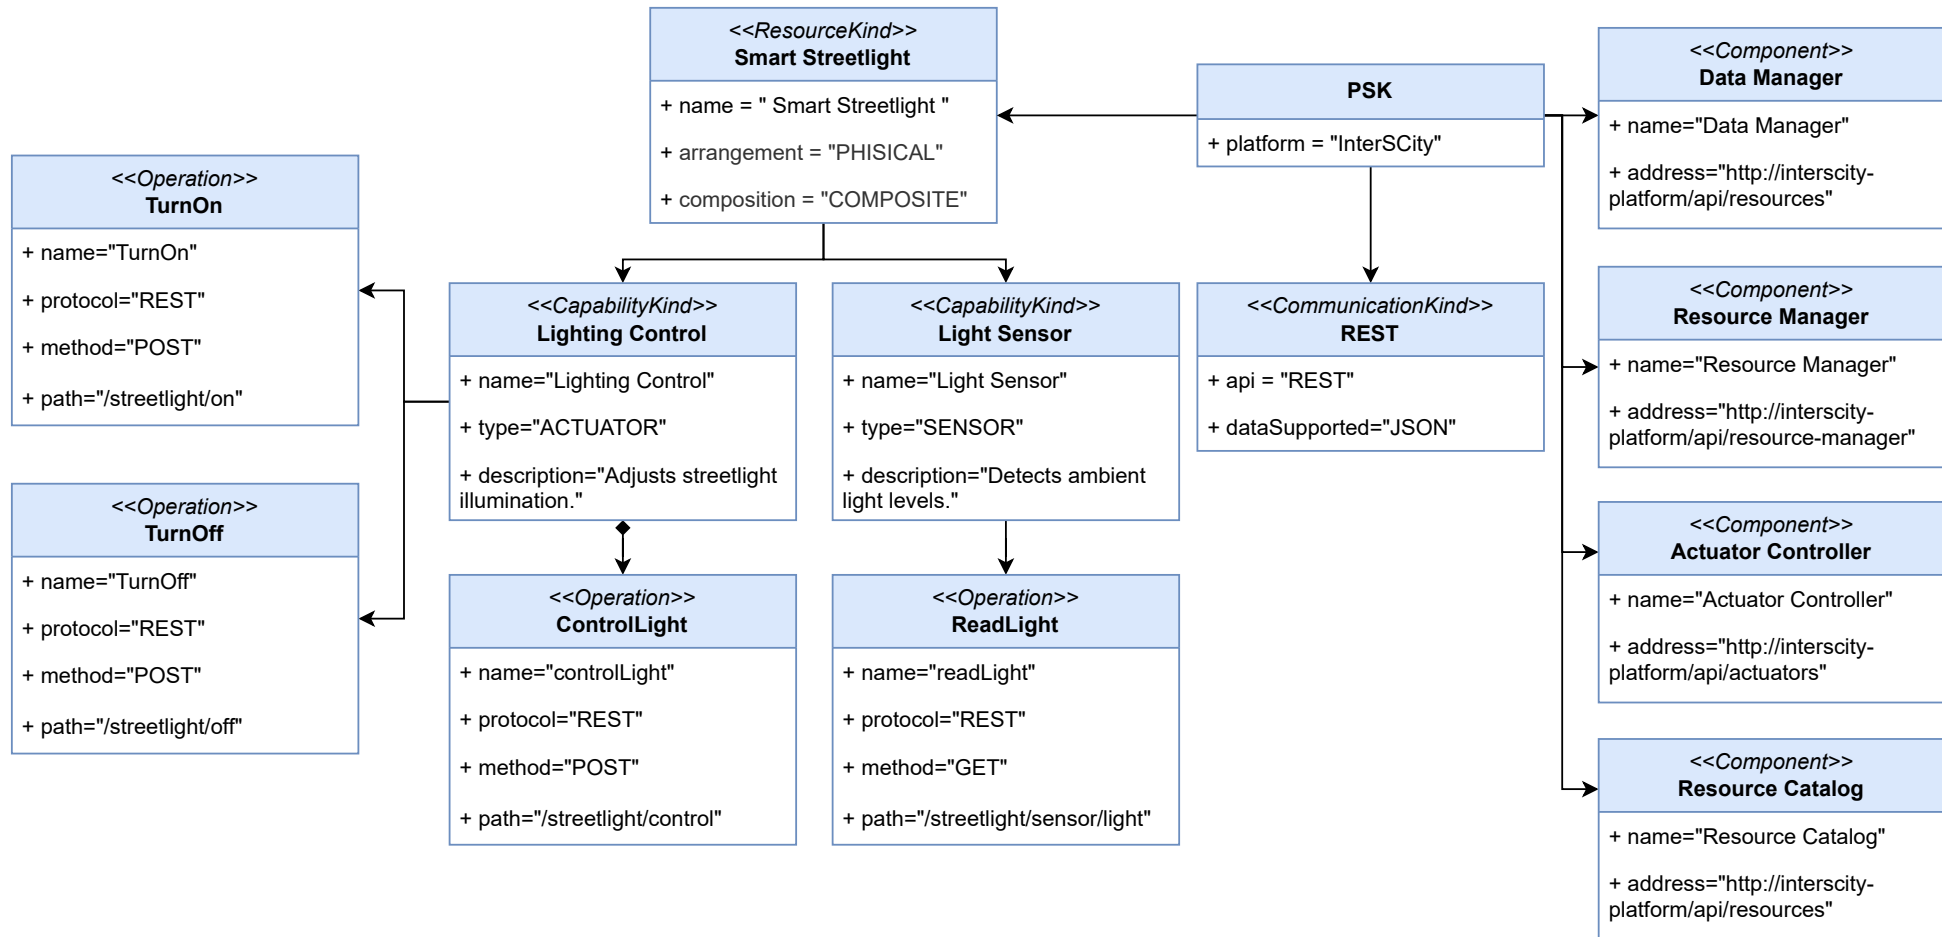 <<ResourceKind>>
Smart Streetlight
+ name = " Smart Streetlight "
+ arrangement = "PHISICAL"
+ composition = "COMPOSITE"
PSK
+ platform = "InterSCity"
<<Component>>
Data Manager
+ name="Data Manager"
+ address="http://interscity-
platform/api/resources"
<<Operation>>
TurnOn
+ name="TurnOn"
+ protocol="REST"
+ method="POST"
+ path="/streetlight/on"
<<CapabilityKind>>
Lighting Control
+ name="Lighting Control"
+ type="ACTUATOR"
+ description="Adjusts streetlight
illumination."
<<CapabilityKind>>
Light Sensor
+ name="Light Sensor"
+ type="SENSOR"
+ description="Detects ambient
light levels."
<<CommunicationKind>>
REST
+ api = "REST"
+ dataSupported="JSON"
<<Component>>
Resource Manager
+ name="Resource Manager"
+ address="http://interscity-
platform/api/resource-manager"
<<Operation>>
TurnOff
+ name="TurnOff"
+ protocol="REST"
+ method="POST"
+ path="/streetlight/off"
<<Operation>>
ControlLight
+ name="controlLight"
+ protocol="REST"
+ method="POST"
+ path="/streetlight/control"
<<Operation>>
ReadLight
+ name="readLight"
+ protocol="REST"
+ method="GET"
+ path="/streetlight/sensor/light"
<<Component>>
Actuator Controller
+ name="Actuator Controller"
+ address="http://interscity-
platform/api/actuators"
<<Component>>
Resource Catalog
+ name="Resource Catalog"
+ address="http://interscity-
platform/api/resources"